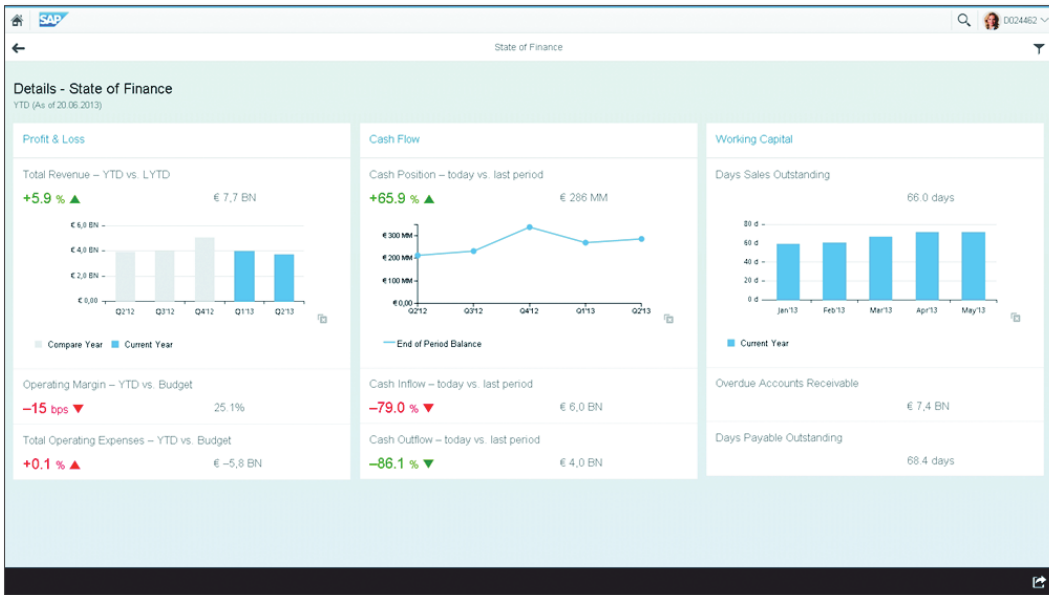 SAP
D024462
State of Finance
Details - State of Finance
YTD (As of 20.06.2013)
Profit & Loss
Total Revenue – YTD vs. LYTD
+5.9 % ▲ € 7,7 BN
€ 6,0 BN
€ 4,0 BN
€ 2,0 BN
€ 0,00
Q2'12 Q3'12 Q4'12 Q1'13 Q2'13
Compare Year Current Year
Operating Margin – YTD vs. Budget
–15 bps ▼ 25.1%
Total Operating Expenses – YTD vs. Budget
+0.1 % ▲ € –5,8 BN
Cash Flow
Cash Position – today vs. last period
+65.9 % ▲ € 286 MM
€ 300 MM
€ 200 MM
€ 100 MM
€ 0,00
Q2'12 Q3'12 Q4'12 Q1'13 Q2'13
End of Period Balance
Cash Inflow – today vs. last period
–79.0 % ▼ € 6,0 BN
Cash Outflow – today vs. last period
–86.1 % ▼ € 4,0 BN
Working Capital
Days Sales Outstanding
66.0 days
80 d
60 d
40 d
20 d
0 d
Jan'13 Feb'13 Mar'13 Apr'13 May'13
Current Year
Overdue Accounts Receivable
€ 7,4 BN
Days Payable Outstanding
68.4 days